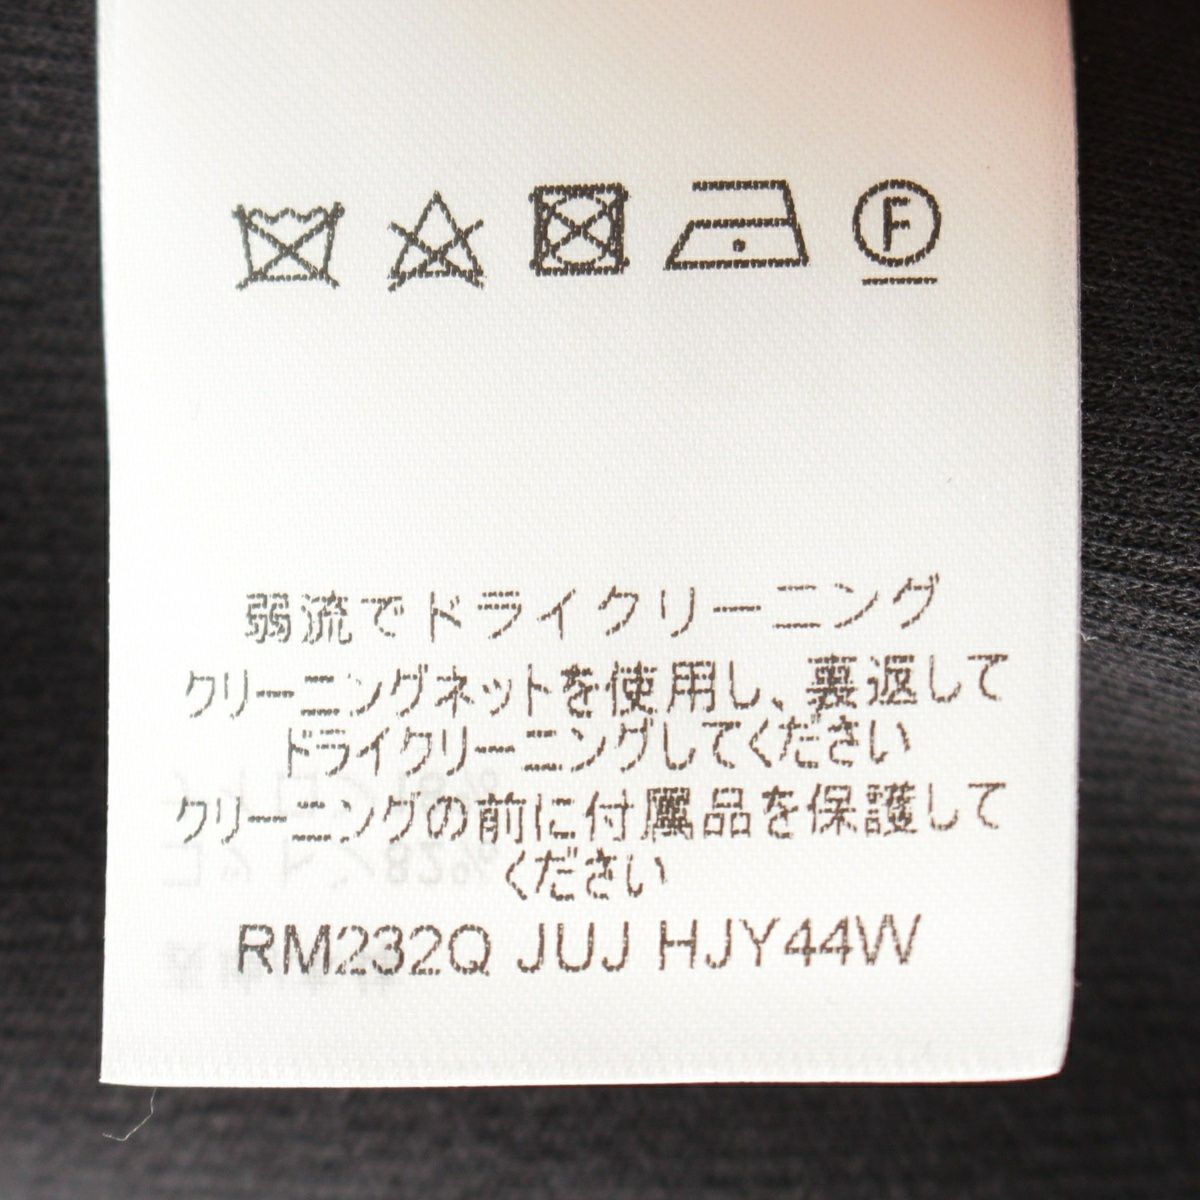 F
弱流でドライクリーニング
クリーニングネットを使用し、裏返して
ドライクリーニングしてください
クリーニングの前に付属品を保護して
ください
RM232Q JUJ HJY44W